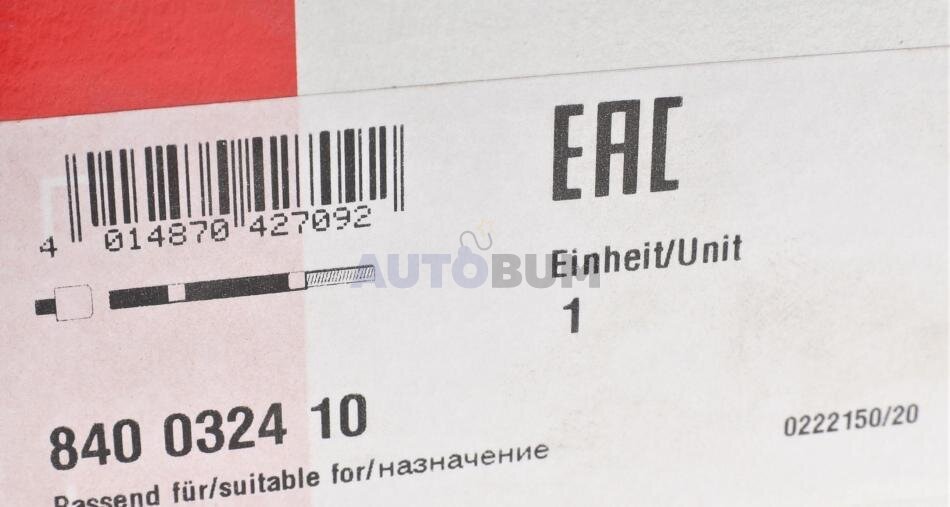 EAC
4 014870 427092
AUTOBUM
Einheit/Unit
1
840 0324 10
0222150/20
Passend für/suitable for/назначение